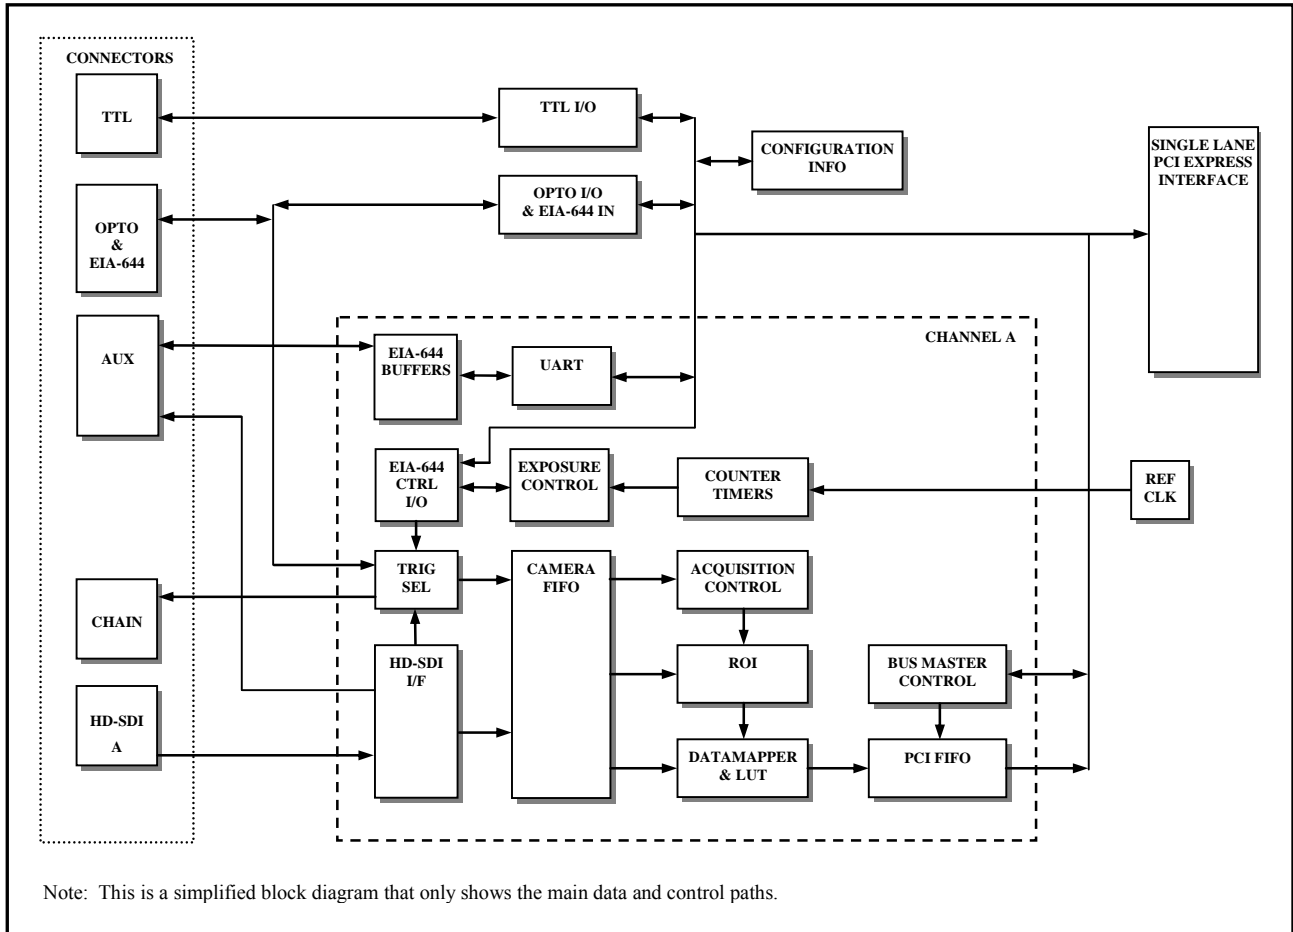 CONNECTORS
TTL
OPTO
&
EIA-644
AUX
CHAIN
HD-SDI
A
TTL I/O
OPTO I/O
& EIA-644 IN
CONFIGURATION
INFO
SINGLE LANE
PCI EXPRESS
INTERFACE
CHANNEL A
EIA-644
BUFFERS
UART
EIA-644
CTRL
I/O
EXPOSURE
CONTROL
COUNTER
TIMERS
REF
CLK
TRIG
SEL
CAMERA
FIFO
ACQUISITION
CONTROL
HD-SDI
I/F
ROI
BUS MASTER
CONTROL
DATAMAPPER
& LUT
PCI FIFO
Note: This is a simplified block diagram that only shows the main data and control paths.